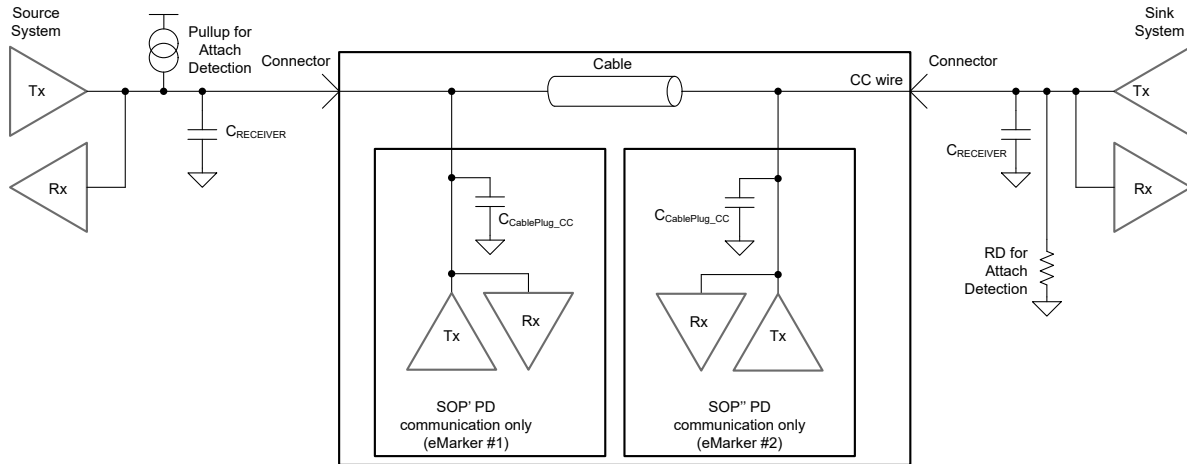 Source
System
Pullup for
Attach
Detection
Tx
Rx
CRECEIVER
Connector
Cable
CC wire
Connector
Sink
System
Tx
Rx
CRECEIVER
RD for
Attach
Detection
CCablePlug_CC
Tx
Rx
SOP' PD
communication only
(eMarker #1)
CCablePlug_CC
Rx
Tx
SOP'' PD
communication only
(eMarker #2)